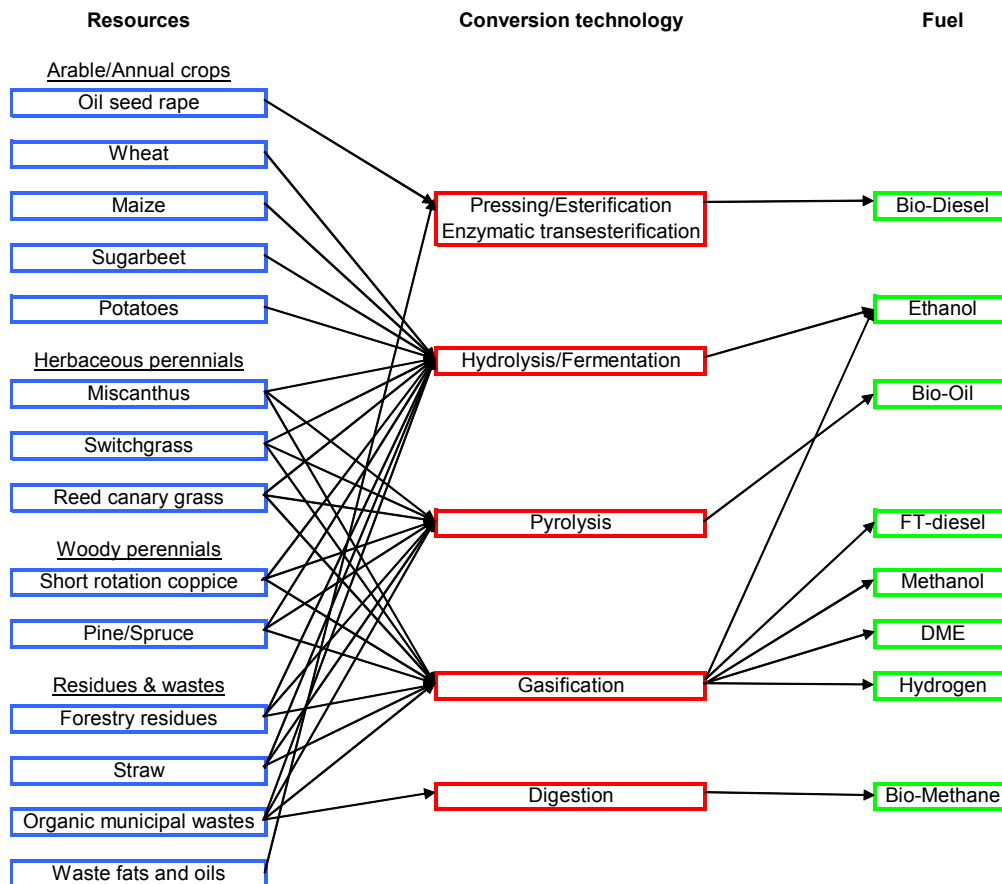 Resources
Conversion technology
Fuel
Arable/Annual crops
Oil seed rape
Wheat
Maize
Sugarbeet
Potatoes
Herbaceous perennials
Miscanthus
Switchgrass
Reed canary grass
Woody perennials
Short rotation coppice
Pine/Spruce
Residues & wastes
Forestry residues
Straw
Organic municipal wastes
Waste fats and oils
Pressing/Esterification
Enzymatic transesterification
Hydrolysis/Fermentation
Pyrolysis
Gasification
Digestion
Bio-Diesel
Ethanol
Bio-Oil
FT-diesel
Methanol
DME
Hydrogen
Bio-Methane